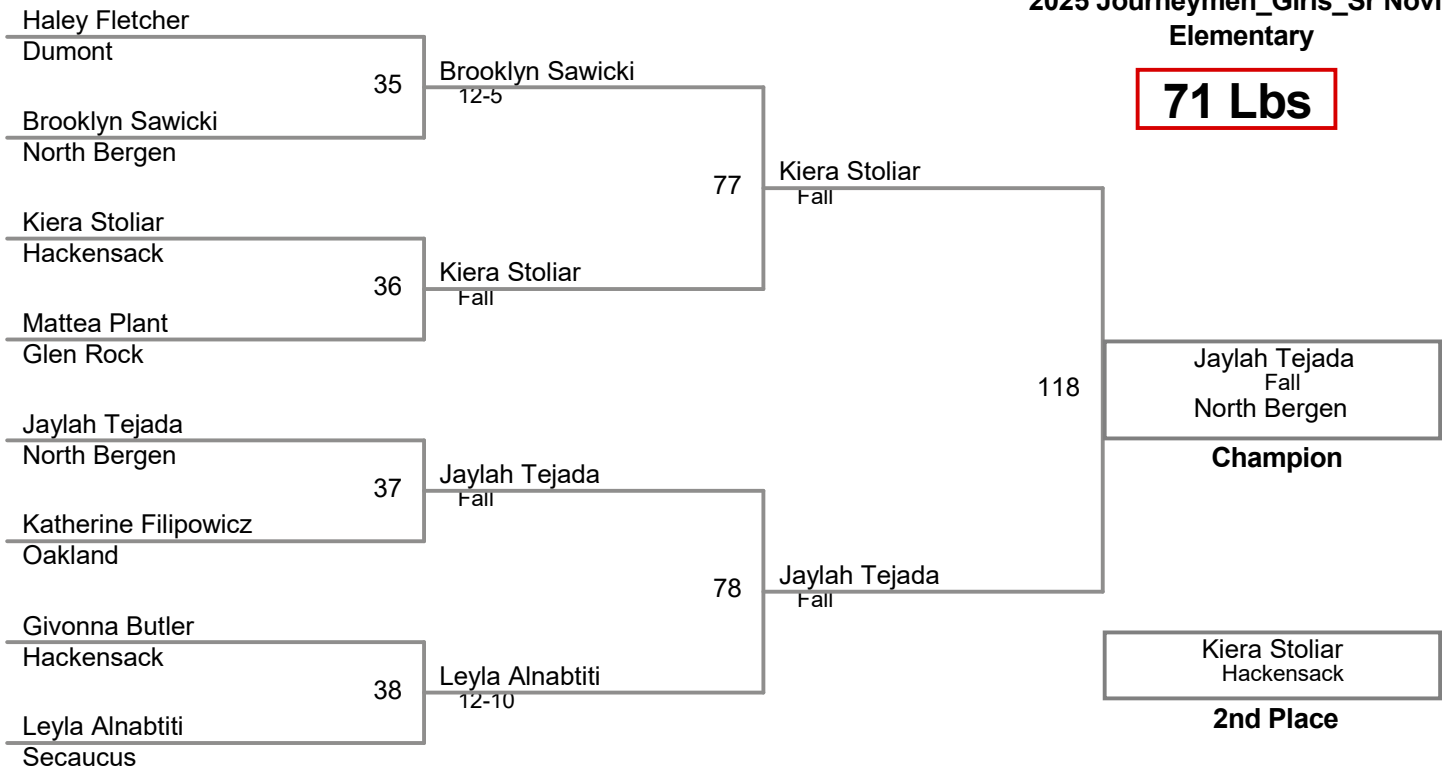 2025 Journeymen_Girls_Sr Novi
Elementary
71 Lbs
Haley Fletcher
Dumont
35
Brooklyn Sawicki
12-5
Brooklyn Sawicki
North Bergen
77
Kiera Stoliar
Fall
Kiera Stoliar
Hackensack
36
Kiera Stoliar
Fall
Mattea Plant
Glen Rock
118
Jaylah Tejada
Fall
North Bergen
Champion
Jaylah Tejada
North Bergen
37
Jaylah Tejada
Fall
Katherine Filipowicz
Oakland
78
Jaylah Tejada
Fall
Givonna Butler
Hackensack
38
Leyla Alnabtiti
12-10
Leyla Alnabtiti
Secaucus
Kiera Stoliar
Hackensack
2nd Place